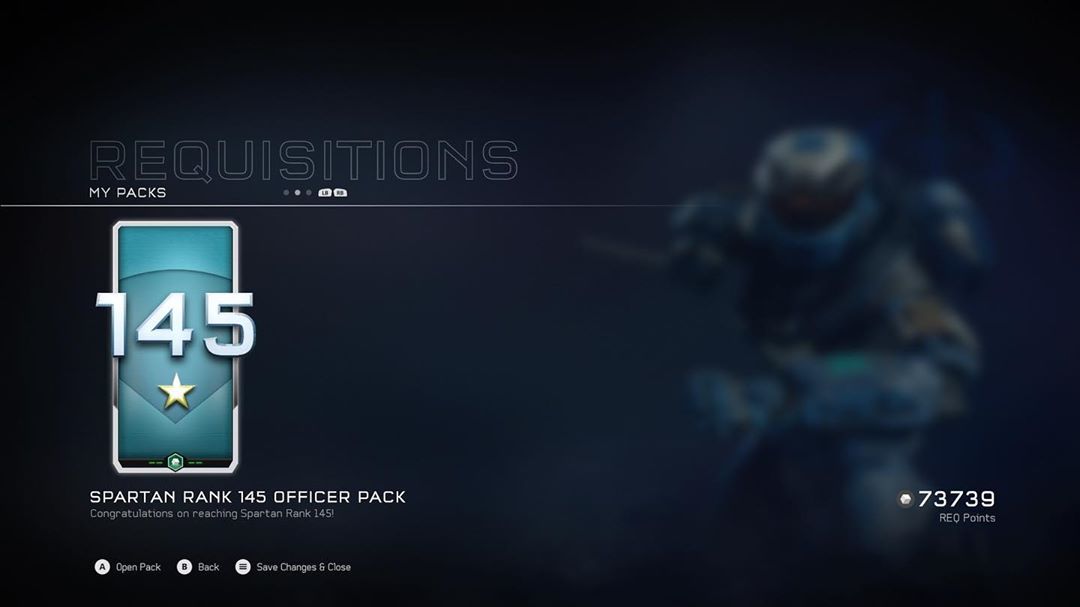 REQUISITIONS
MY PACKS
LB RB
145
SPARTAN RANK 145 OFFICER PACK
Congratulations on reaching Spartan Rank 145!
73739
REQ Points
A Open Pack B Back Save Changes & Close